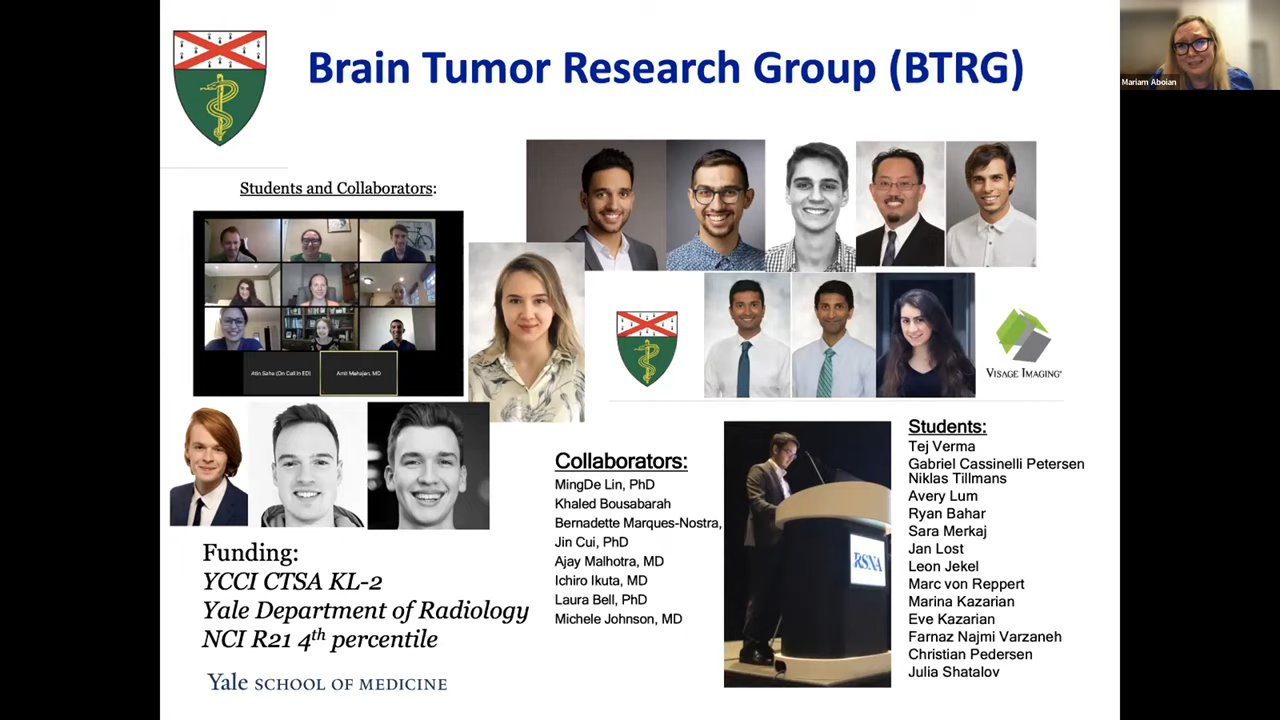 Brain Tumor Research Group (BTRG)
Mariam Aboian
Students and Collaborators:
Atin Saha (On Call In ED)
Amit Mahajan, MD
VISAGE IMAGING
Funding:
YCCI CTSA KL-2
Yale Department of Radiology
NCI R21 4th percentile
Yale SCHOOL OF MEDICINE
Collaborators:
MingDe Lin, PhD
Khaled Bousabarah
Bernadette Marques-Nostra,
Jin Cui, PhD
Ajay Malhotra, MD
Ichiro Ikuta, MD
Laura Bell, PhD
Michele Johnson, MD
RSNA
Students:
Tej Verma
Gabriel Cassinelli Petersen
Niklas Tillmans
Avery Lum
Ryan Bahar
Sara Merkaj
Jan Lost
Leon Jekel
Marc von Reppert
Marina Kazarian
Eve Kazarian
Farnaz Najmi Varzaneh
Christian Pedersen
Julia Shatalov